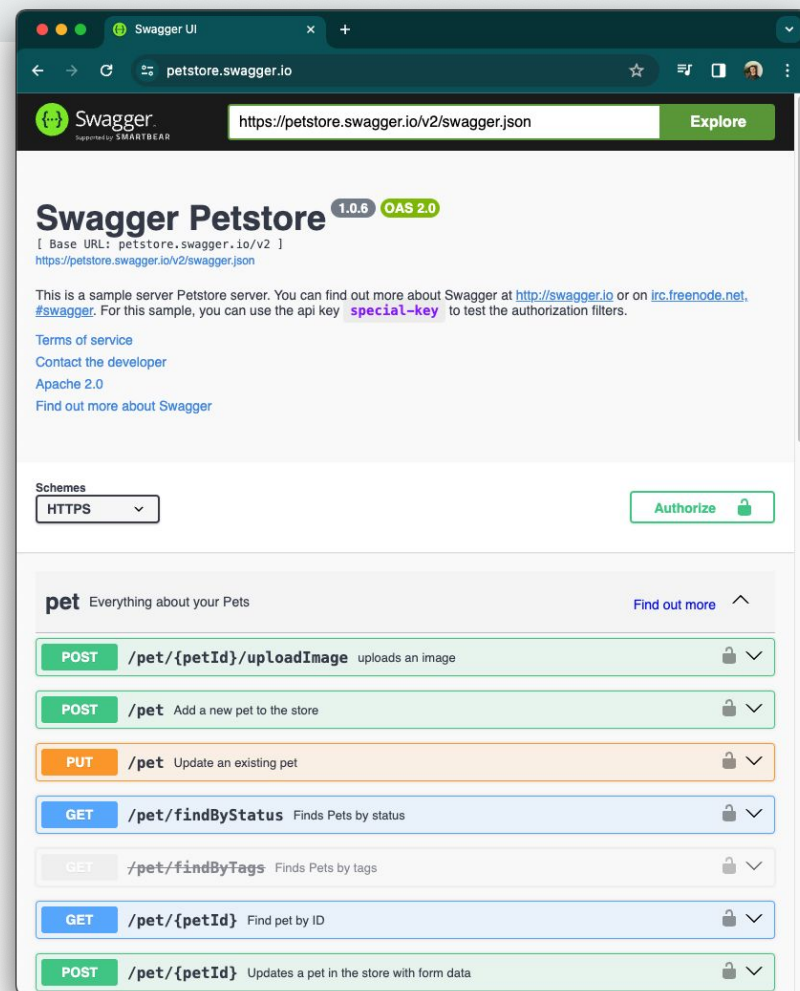 Swagger UI
petstore.swagger.io
Swagger.
Supported by SMARTBEAR
https://petstore.swagger.io/v2/swagger.json
Explore
Swagger Petstore 1.0.6 OAS 2.0
[ Base URL: petstore.swagger.io/v2 ]
https://petstore.swagger.io/v2/swagger.json
This is a sample server Petstore server. You can find out more about Swagger at http://swagger.io or on irc.freenode.net,
#swagger. For this sample, you can use the api key special-key to test the authorization filters.
Terms of service
Contact the developer
Apache 2.0
Find out more about Swagger
Schemes
HTTPS
Authorize
pet Everything about your Pets Find out more
POST /pet/{petId}/uploadImage uploads an image
POST /pet Add a new pet to the store
PUT /pet Update an existing pet
GET /pet/findByStatus Finds Pets by status
GET /pet/findByTags Finds Pets by tags
GET /pet/{petId} Find pet by ID
POST /pet/{petId} Updates a pet in the store with form data